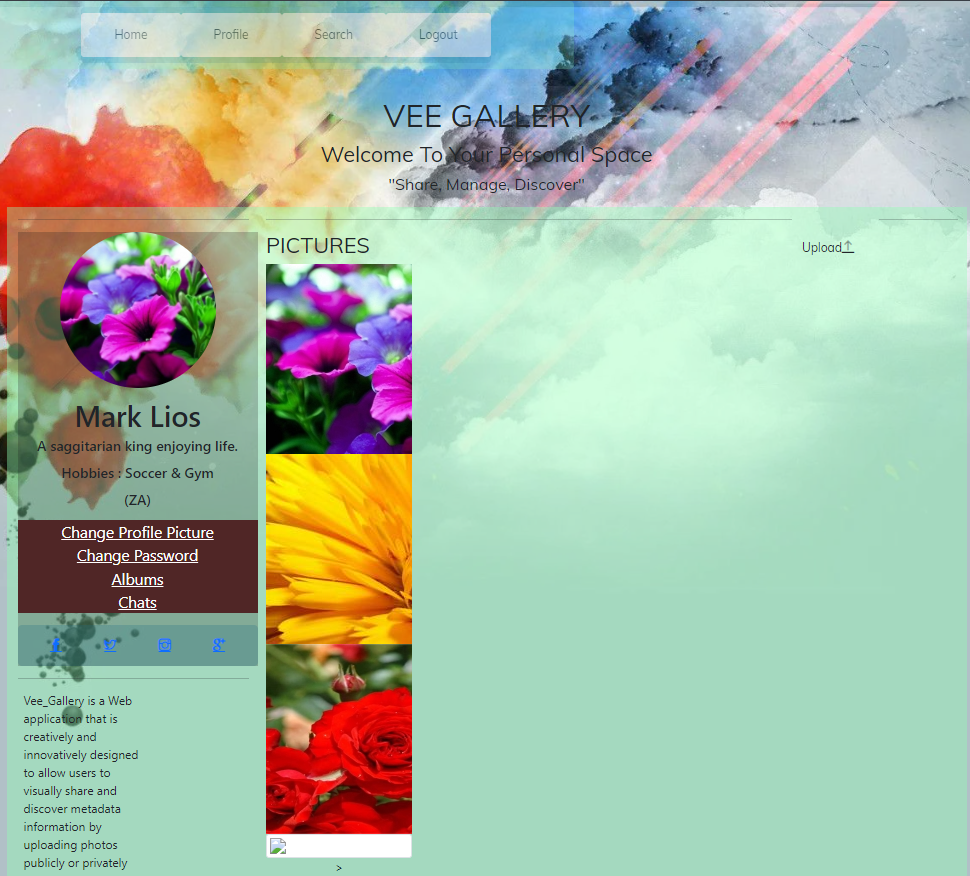 Home Profile Search Logout
VEE GALLERY
Welcome To Your Personal Space
"Share, Manage, Discover"
PICTURES
Upload
Mark Lios
A saggitarian king enjoying life.
Hobbies : Soccer & Gym
(ZA)
Change Profile Picture
Change Password
Albums
Chats
Vee_Gallery is a Web
application that is
creatively and
innovatively designed
to allow users to
visually share and
discover metadata
information by
uploading photos
publicly or privately
>